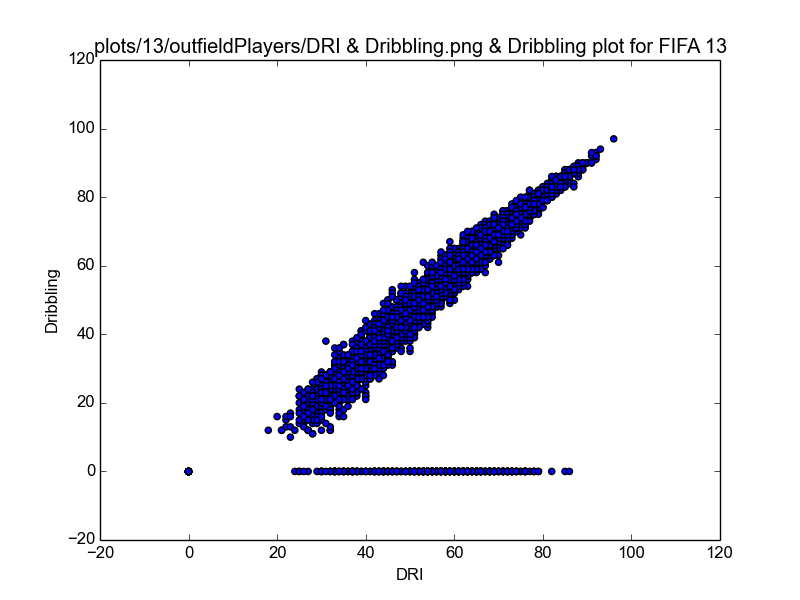 plots/13/outfieldPlayers/DRI & Dribbling.png & Dribbling plot for FIFA 13
120
100
80
60
40
20
0
−20
Dribbling
−20 0 20 40 60 80 100 120
DRI